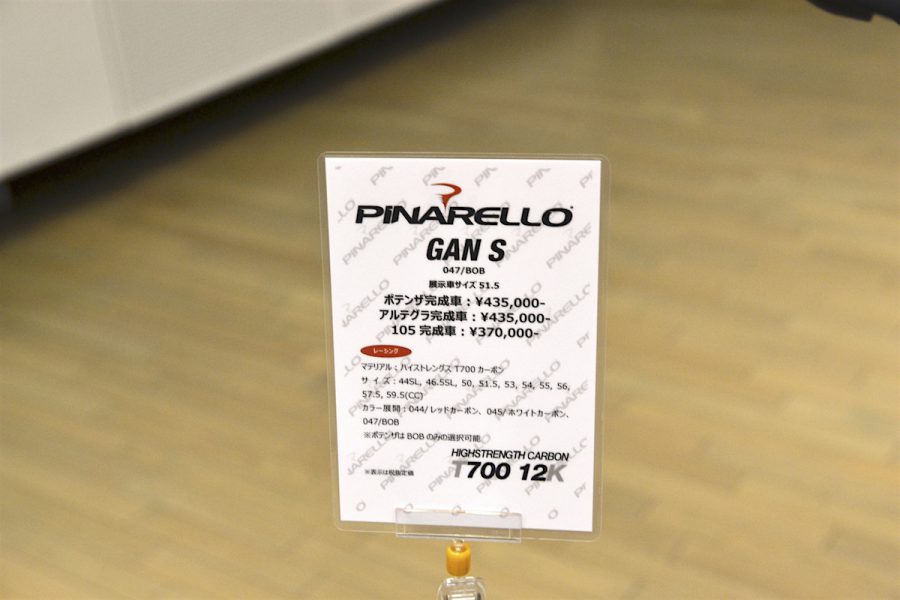 PINARELLO
GAN S
047/BOB
展示車サイズ 51.5
ポテンザ完成車：¥435,000-
アルテグラ完成車：¥435,000-
105 完成車：¥370,000-
レーシング
マテリアル：ハイストレングス T700 カーボン
サイズ：44SL, 46.5SL, 50, 51.5, 53, 54, 55, 56,
57.5, 59.5(CC)
カラー展開：044/レッドカーボン、045/ホワイトカーボン、
047/BOB
※ポテンザは BOB のみの選択可能
HIGHSTRENGTH CARBON
T700 12K
※表示は税抜定価